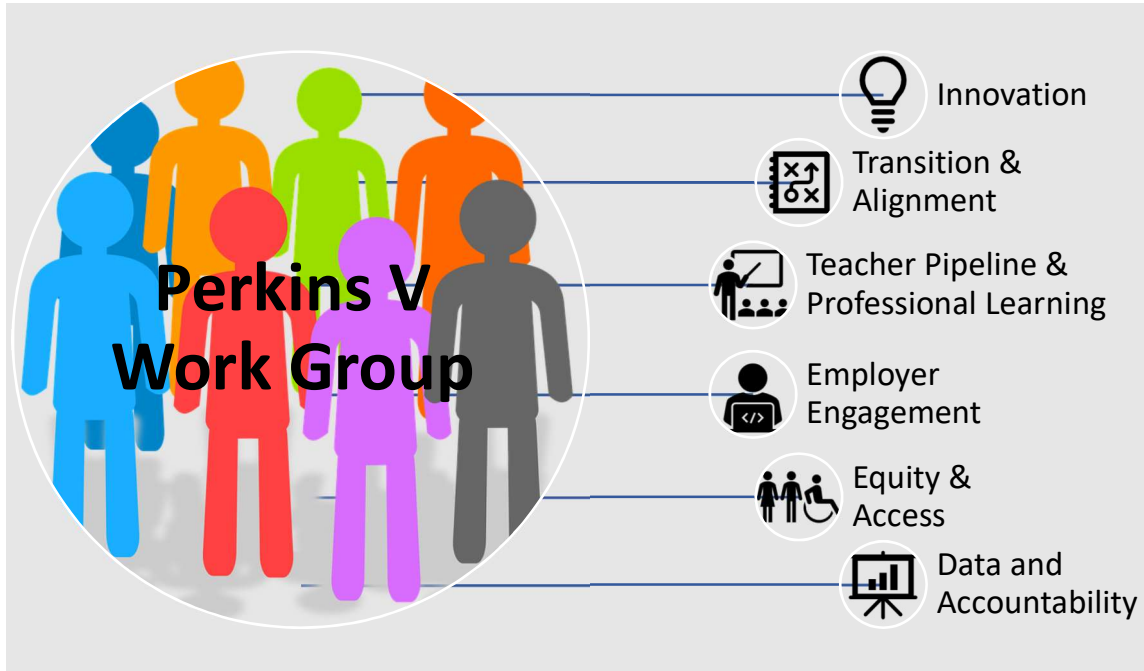 Perkins V
Work Group
Innovation
Transition &
Alignment
Teacher Pipeline &
Professional Learning
Employer
Engagement
</>
Equity &
Access
Data and
Accountability